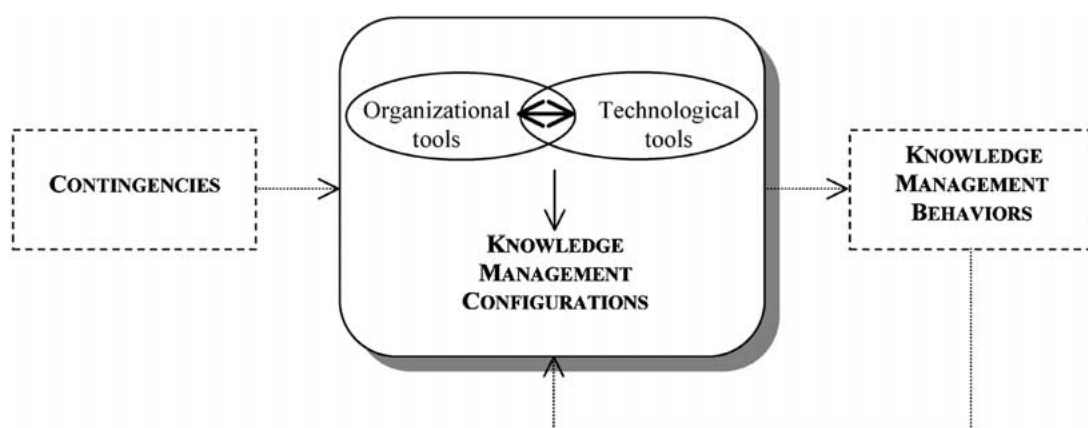 Organizational
tools
Technological
tools
CONTINGENCIES
KNOWLEDGE
MANAGEMENT
CONFIGURATIONS
KNOWLEDGE
MANAGEMENT
BEHAVIORS